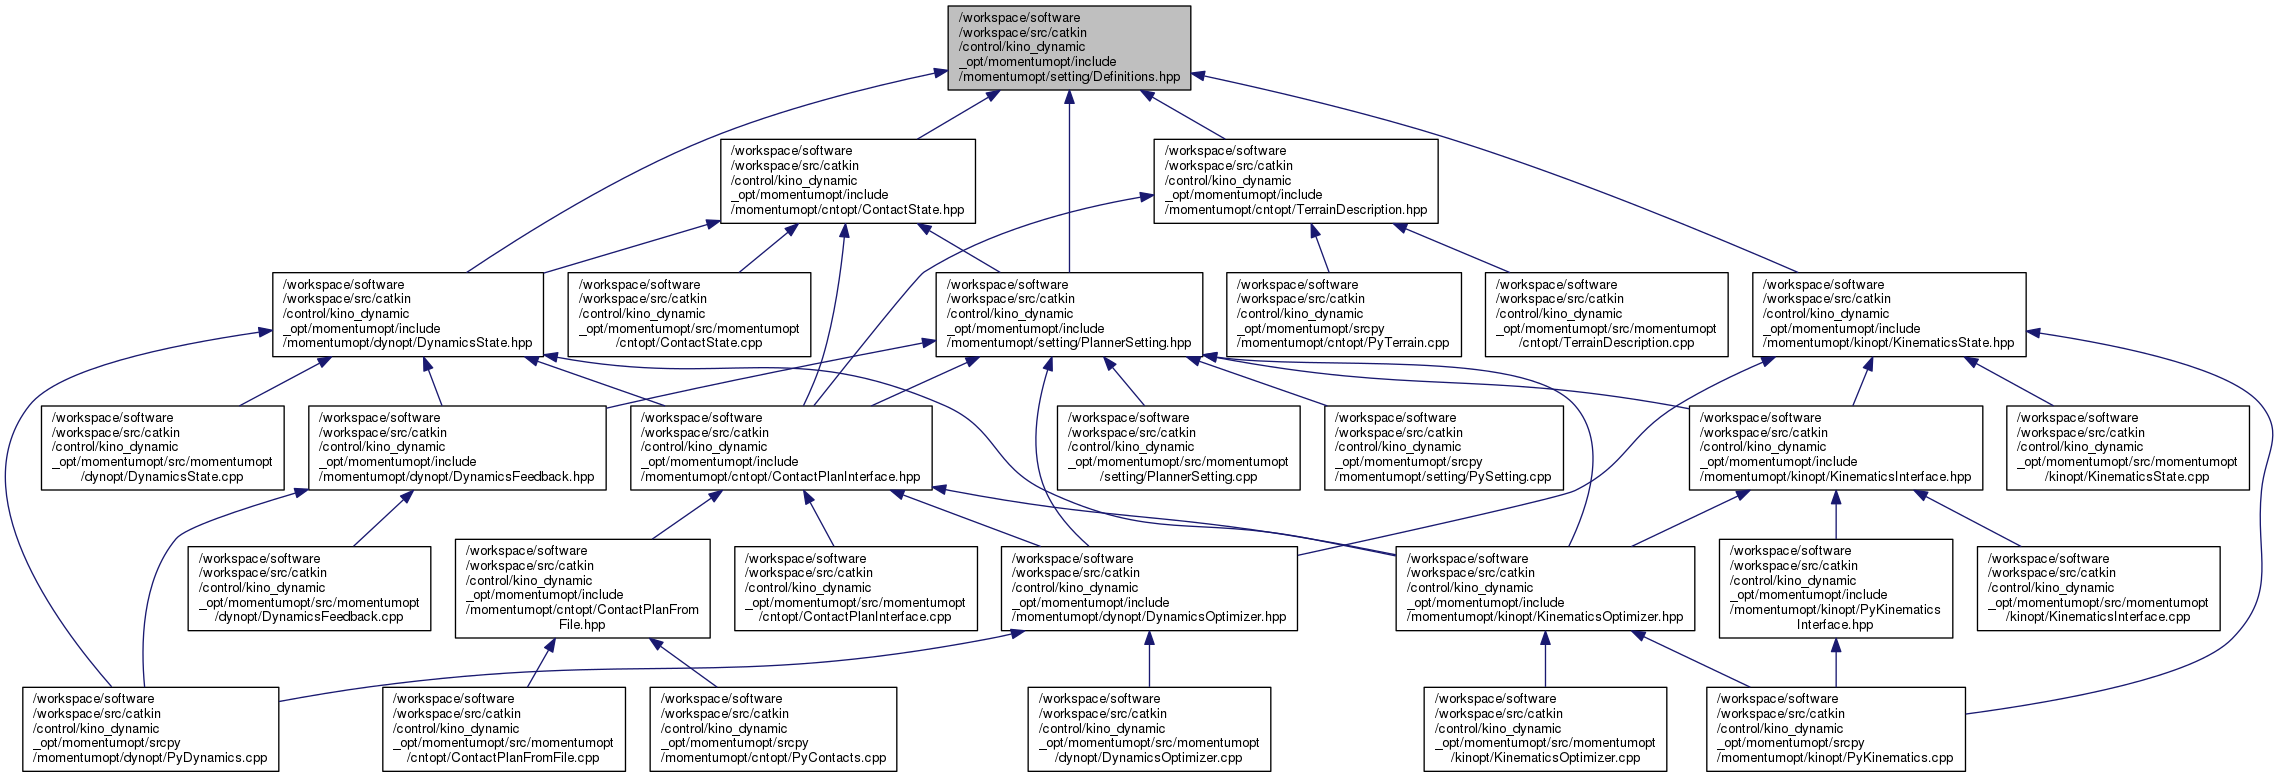 /workspace/software
/workspace/src/catkin
/control/kino_dynamic
_opt/momentumopt/include
/momentumopt/setting/Definitions.hpp
/workspace/software
/workspace/src/catkin
/control/kino_dynamic
_opt/momentumopt/include
/momentumopt/cntopt/ContactState.hpp
/workspace/software
/workspace/src/catkin
/control/kino_dynamic
_opt/momentumopt/include
/momentumopt/cntopt/TerrainDescription.hpp
/workspace/software
/workspace/src/catkin
/control/kino_dynamic
_opt/momentumopt/include
/momentumopt/dynopt/DynamicsState.hpp
/workspace/software
/workspace/src/catkin
/control/kino_dynamic
_opt/momentumopt/src/momentumopt
/cntopt/ContactState.cpp
/workspace/software
/workspace/src/catkin
/control/kino_dynamic
_opt/momentumopt/include
/momentumopt/setting/PlannerSetting.hpp
/workspace/software
/workspace/src/catkin
/control/kino_dynamic
_opt/momentumopt/srcpy
/momentumopt/cntopt/PyTerrain.cpp
/workspace/software
/workspace/src/catkin
/control/kino_dynamic
_opt/momentumopt/src/momentumopt
/cntopt/TerrainDescription.cpp
/workspace/software
/workspace/src/catkin
/control/kino_dynamic
_opt/momentumopt/include
/momentumopt/kinopt/KinematicsState.hpp
/workspace/software
/workspace/src/catkin
/control/kino_dynamic
_opt/momentumopt/src/momentumopt
/dynopt/DynamicsState.cpp
/workspace/software
/workspace/src/catkin
/control/kino_dynamic
_opt/momentumopt/include
/momentumopt/dynopt/DynamicsFeedback.hpp
/workspace/software
/workspace/src/catkin
/control/kino_dynamic
_opt/momentumopt/include
/momentumopt/cntopt/ContactPlanInterface.hpp
/workspace/software
/workspace/src/catkin
/control/kino_dynamic
_opt/momentumopt/src/momentumopt
/setting/PlannerSetting.cpp
/workspace/software
/workspace/src/catkin
/control/kino_dynamic
_opt/momentumopt/srcpy
/momentumopt/setting/PySetting.cpp
/workspace/software
/workspace/src/catkin
/control/kino_dynamic
_opt/momentumopt/include
/momentumopt/kinopt/KinematicsInterface.hpp
/workspace/software
/workspace/src/catkin
/control/kino_dynamic
_opt/momentumopt/src/momentumopt
/kinopt/KinematicsState.cpp
/workspace/software
/workspace/src/catkin
/control/kino_dynamic
_opt/momentumopt/src/momentumopt
/dynopt/DynamicsFeedback.cpp
/workspace/software
/workspace/src/catkin
/control/kino_dynamic
_opt/momentumopt/include
/momentumopt/cntopt/ContactPlanFrom
File.hpp
/workspace/software
/workspace/src/catkin
/control/kino_dynamic
_opt/momentumopt/src/momentumopt
/cntopt/ContactPlanInterface.cpp
/workspace/software
/workspace/src/catkin
/control/kino_dynamic
_opt/momentumopt/include
/momentumopt/dynopt/DynamicsOptimizer.hpp
/workspace/software
/workspace/src/catkin
/control/kino_dynamic
_opt/momentumopt/include
/momentumopt/kinopt/KinematicsOptimizer.hpp
/workspace/software
/workspace/src/catkin
/control/kino_dynamic
_opt/momentumopt/include
/momentumopt/kinopt/PyKinematics
Interface.hpp
/workspace/software
/workspace/src/catkin
/control/kino_dynamic
_opt/momentumopt/src/momentumopt
/kinopt/KinematicsInterface.cpp
/workspace/software
/workspace/src/catkin
/control/kino_dynamic
_opt/momentumopt/srcpy
/momentumopt/dynopt/PyDynamics.cpp
/workspace/software
/workspace/src/catkin
/control/kino_dynamic
_opt/momentumopt/src/momentumopt
/cntopt/ContactPlanFromFile.cpp
/workspace/software
/workspace/src/catkin
/control/kino_dynamic
_opt/momentumopt/srcpy
/momentumopt/cntopt/PyContacts.cpp
/workspace/software
/workspace/src/catkin
/control/kino_dynamic
_opt/momentumopt/src/momentumopt
/dynopt/DynamicsOptimizer.cpp
/workspace/software
/workspace/src/catkin
/control/kino_dynamic
_opt/momentumopt/src/momentumopt
/kinopt/KinematicsOptimizer.cpp
/workspace/software
/workspace/src/catkin
/control/kino_dynamic
_opt/momentumopt/srcpy
/momentumopt/kinopt/PyKinematics.cpp